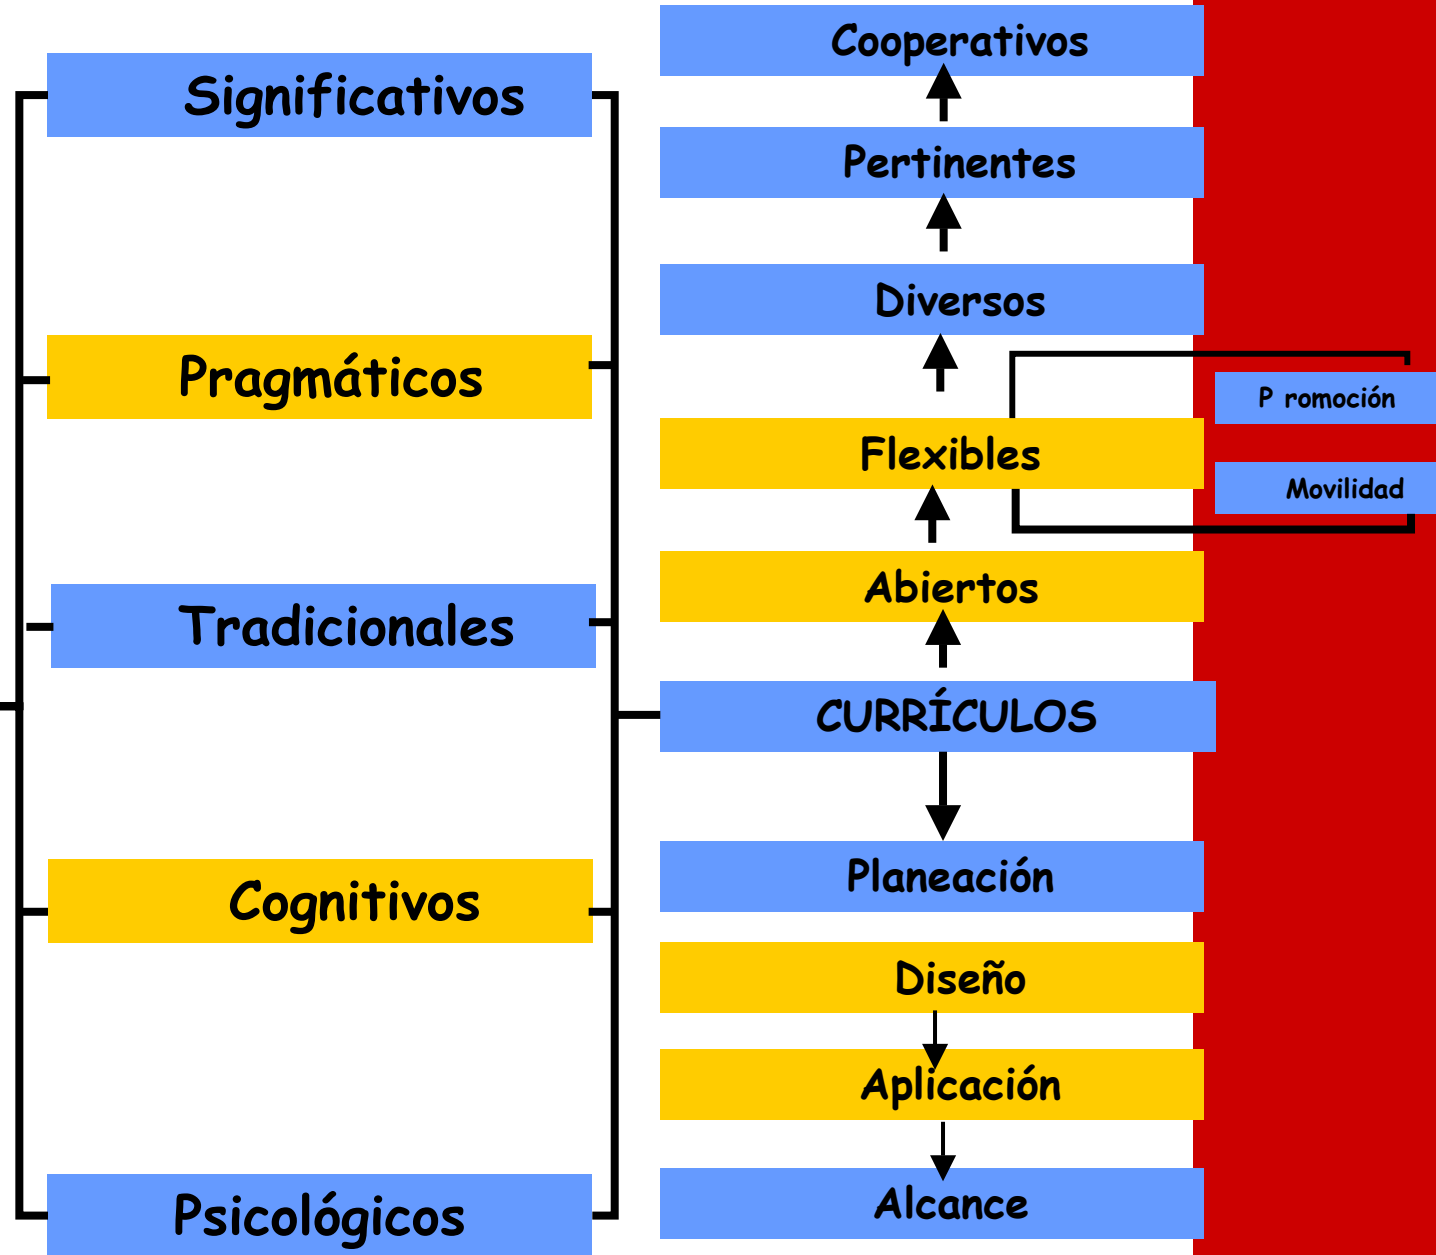 Significativos
Pragmáticos
Tradicionales
Cognitivos
Psicológicos
Cooperativos
Pertinentes
Diversos
Flexibles
Abiertos
CURRÍCULOS
Planeación
Diseño
Aplicación
Alcance
P romoción
Movilidad